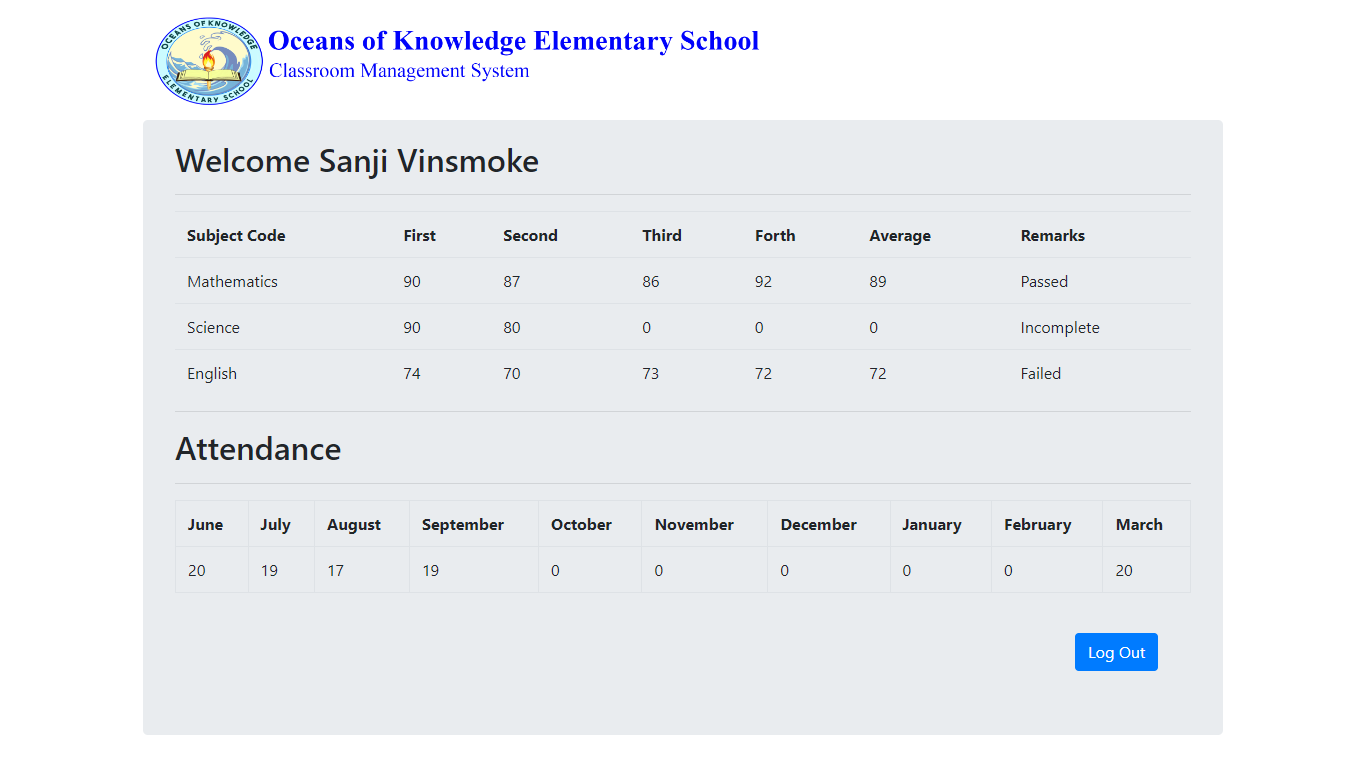 OCEANS OF KNOWLEDGE
ELEMENTARY SCHOOL
Oceans of Knowledge Elementary School
Classroom Management System
Welcome Sanji Vinsmoke
Subject Code First Second Third Forth Average Remarks
Mathematics 90 87 86 92 89 Passed
Science 90 80 0 0 0 Incomplete
English 74 70 73 72 72 Failed
Attendance
June July August September October November December January February March
20 19 17 19 0 0 0 0 0 20
Log Out